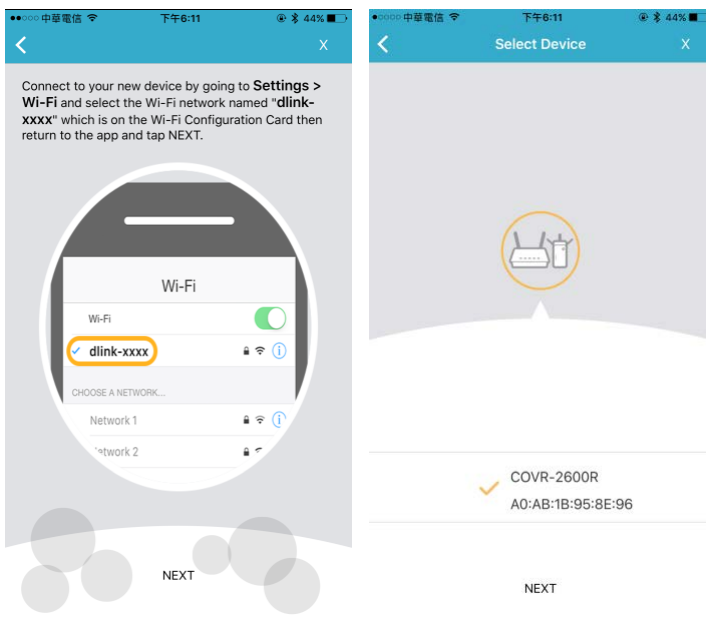 中華電信 下午6:11 44%
X
Connect to your new device by going to Settings >
Wi-Fi and select the Wi-Fi network named "dlink-
xxxx" which is on the Wi-Fi Configuration Card then
return to the app and tap NEXT.
Wi-Fi
Wi-Fi
dlink-xxxx
CHOOSE A NETWORK...
Network 1
NEXT
中華電信 下午6:11 44%
Select Device X
COVR-2600R
A0:AB:1B:95:8E:96
NEXT